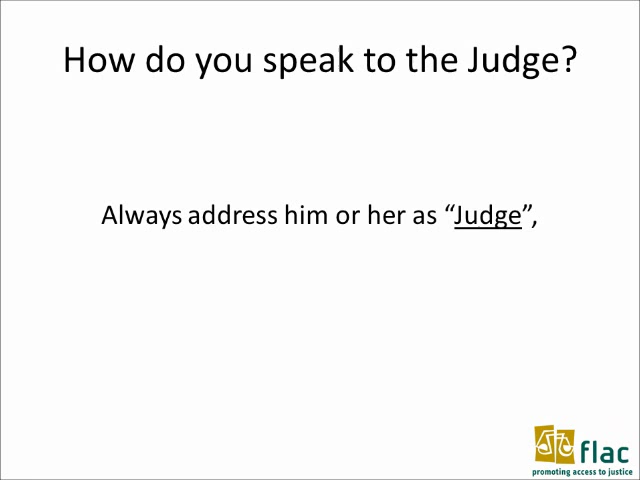 How do you speak to the Judge?
Always address him or her as “Judge”,
flac
promoting access to justice